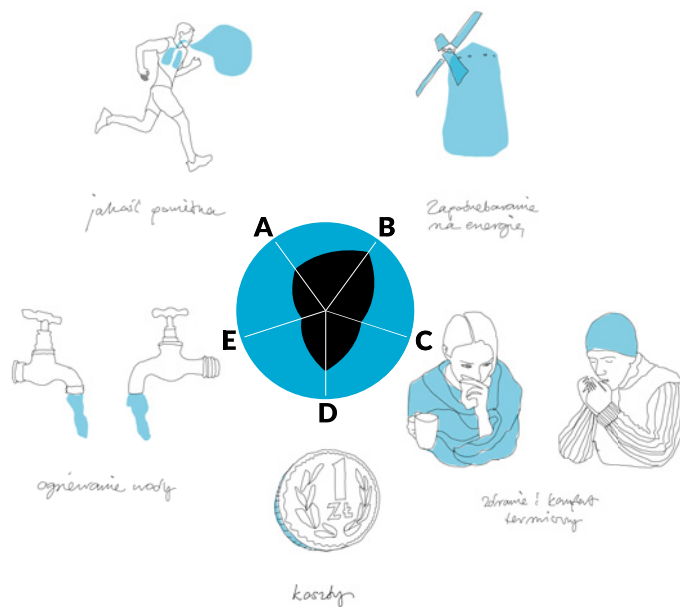 jakość powietrza
zapotrzebowanie
na energię
A
B
E
C
D
ogrzewanie wody
1
ZŁ
zdrowie i komfort
termiczny
koszty